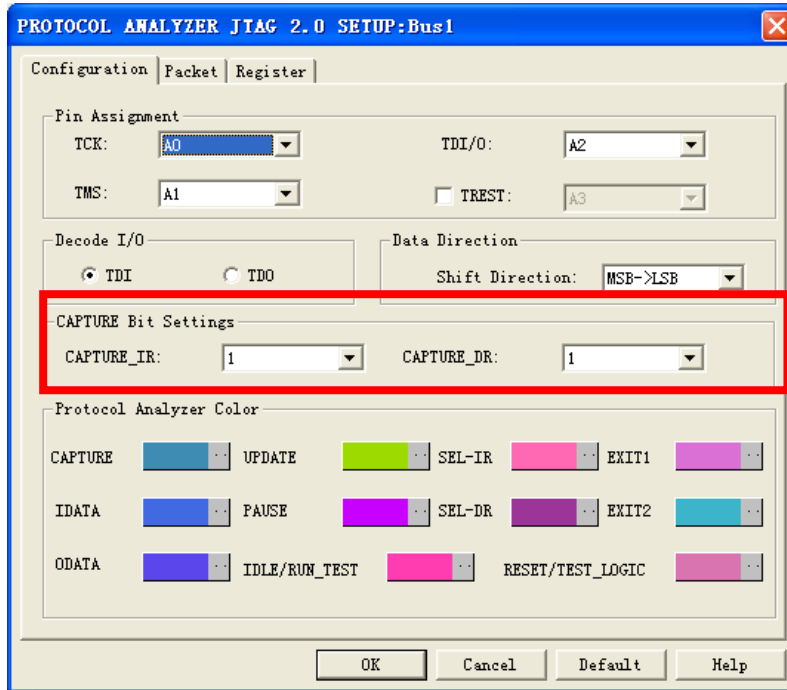 PROTOCOL ANALYZER JTAG 2.0 SETUP:Bus1
Configuration Packet Register
Pin Assignment
TCK: A0 TDI/O: A2
TMS: A1 TREST: A3
Decode I/O Data Direction
TDI TDO Shift Direction: MSB->LSB
CAPTURE Bit Settings
CAPTURE_IR: 1 CAPTURE_DR: 1
Protocol Analyzer Color
CAPTURE .. UPDATE .. SEL-IR .. EXIT1 ..
IDATA .. PAUSE .. SEL-DR .. EXIT2 ..
ODATA .. IDLE/RUN_TEST .. RESET/TEST_LOGIC ..
OK Cancel Default Help